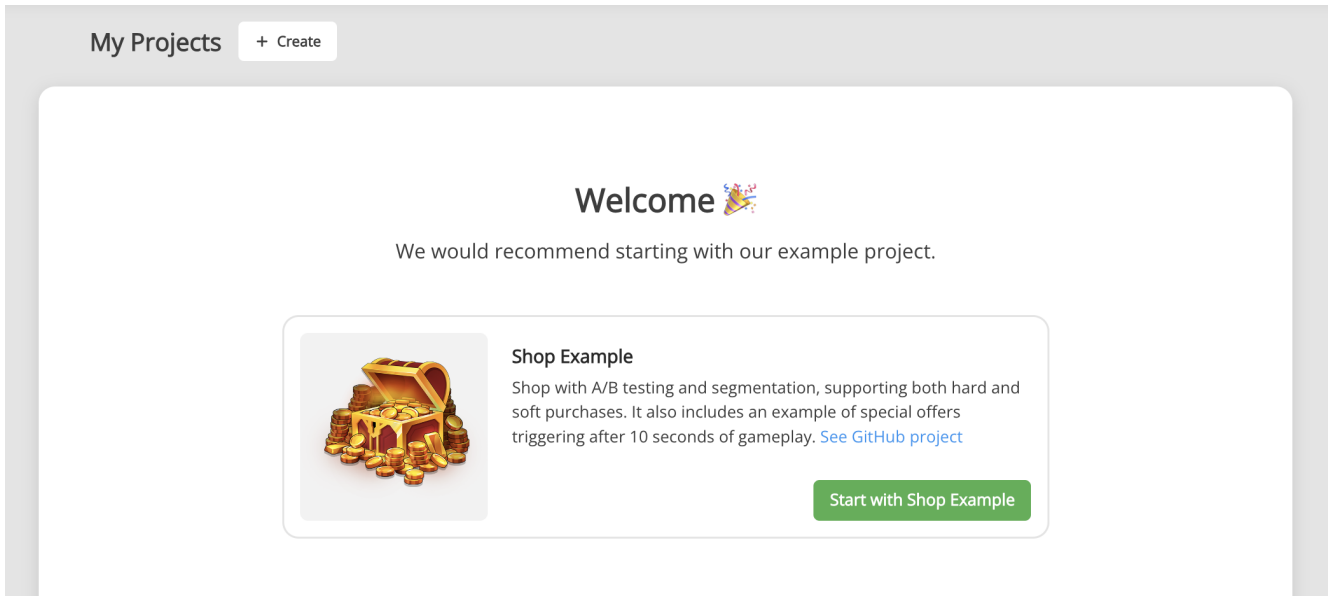 My Projects
+ Create
Welcome 🎉
We would recommend starting with our example project.
Shop Example
Shop with A/B testing and segmentation, supporting both hard and
soft purchases. It also includes an example of special offers
triggering after 10 seconds of gameplay. See GitHub project
Start with Shop Example